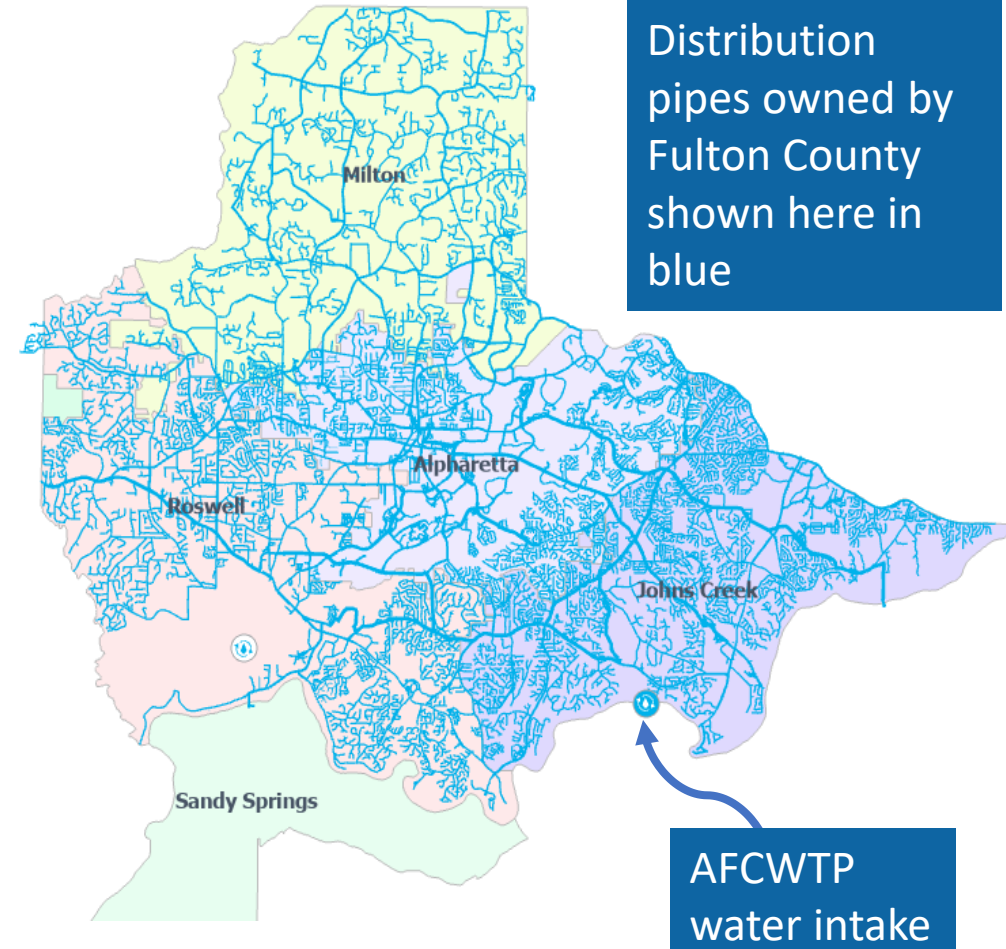 Distribution
pipes owned by
Fulton County
shown here in
blue
Milton
Alpharetta
Roswell
Johns Creek
Sandy Springs
AFCWTP
water intake